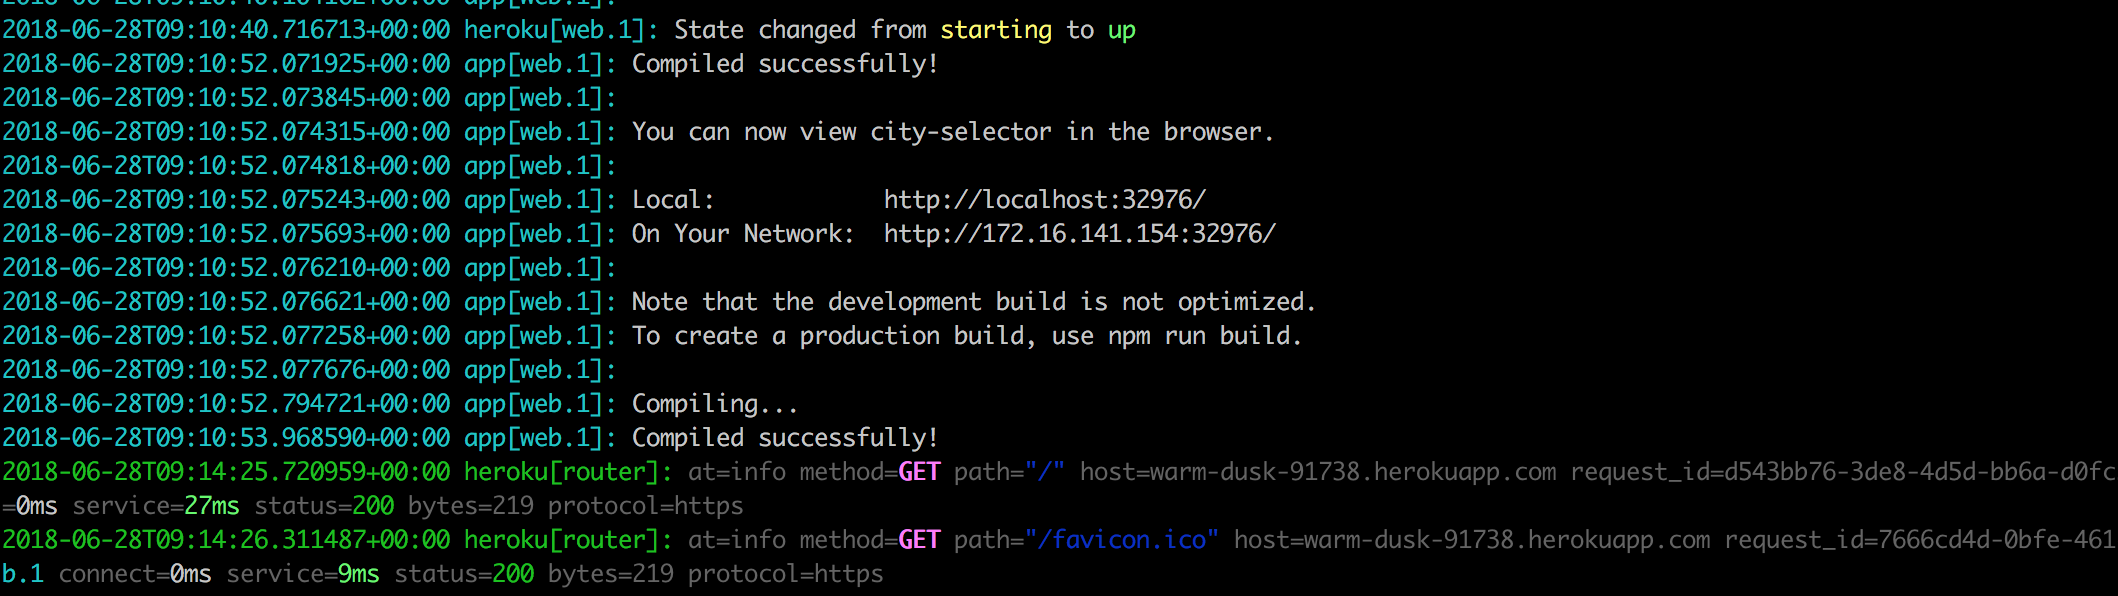 2018-06-28T09:10:40.716713+00:00 heroku[web.1]: State changed from starting to up
2018-06-28T09:10:52.071925+00:00 app[web.1]: Compiled successfully!
2018-06-28T09:10:52.073845+00:00 app[web.1]:
2018-06-28T09:10:52.074315+00:00 app[web.1]: You can now view city-selector in the browser.
2018-06-28T09:10:52.074818+00:00 app[web.1]:
2018-06-28T09:10:52.075243+00:00 app[web.1]: Local:            http://localhost:32976/
2018-06-28T09:10:52.075693+00:00 app[web.1]: On Your Network:  http://172.16.141.154:32976/
2018-06-28T09:10:52.076210+00:00 app[web.1]:
2018-06-28T09:10:52.076621+00:00 app[web.1]: Note that the development build is not optimized.
2018-06-28T09:10:52.077258+00:00 app[web.1]: To create a production build, use npm run build.
2018-06-28T09:10:52.077676+00:00 app[web.1]:
2018-06-28T09:10:52.794721+00:00 app[web.1]: Compiling...
2018-06-28T09:10:53.968590+00:00 app[web.1]: Compiled successfully!
2018-06-28T09:14:25.720959+00:00 heroku[router]: at=info method=GET path="/" host=warm-dusk-91738.herokuapp.com request_id=d543bb76-3de8-4d5d-bb6a-d0fc
=0ms service=27ms status=200 bytes=219 protocol=https
2018-06-28T09:14:26.311487+00:00 heroku[router]: at=info method=GET path="/favicon.ico" host=warm-dusk-91738.herokuapp.com request_id=7666cd4d-0bfe-461
b.1 connect=0ms service=9ms status=200 bytes=219 protocol=https